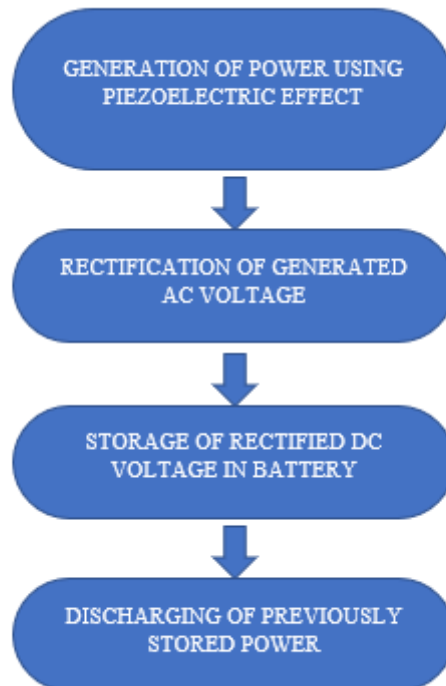 GENERATION OF POWER USING
PIEZOELECTRIC EFFECT
RECTIFICATION OF GENERATED
AC VOLTAGE
STORAGE OF RECTIFIED DC
VOLTAGE IN BATTERY
DISCHARGING OF PREVIOUSLY
STORED POWER